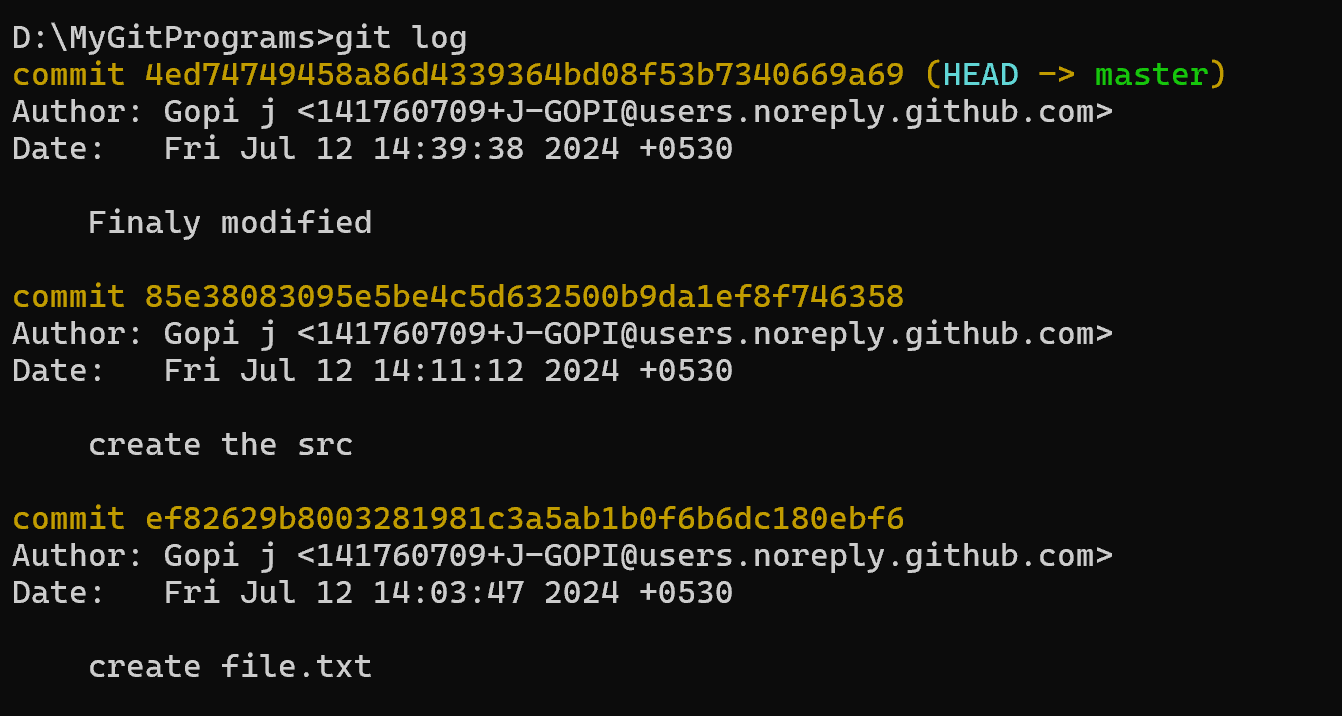 D:\MyGitPrograms>git log
commit 4ed74749458a86d4339364bd08f53b7340669a69 (HEAD -> master)
Author: Gopi j <141760709+J-GOPI@users.noreply.github.com>
Date:   Fri Jul 12 14:39:38 2024 +0530
Finaly modified
commit 85e38083095e5be4c5d632500b9da1ef8f746358
Author: Gopi j <141760709+J-GOPI@users.noreply.github.com>
Date:   Fri Jul 12 14:11:12 2024 +0530
create the src
commit ef82629b8003281981c3a5ab1b0f6b6dc180ebf6
Author: Gopi j <141760709+J-GOPI@users.noreply.github.com>
Date:   Fri Jul 12 14:03:47 2024 +0530
create file.txt